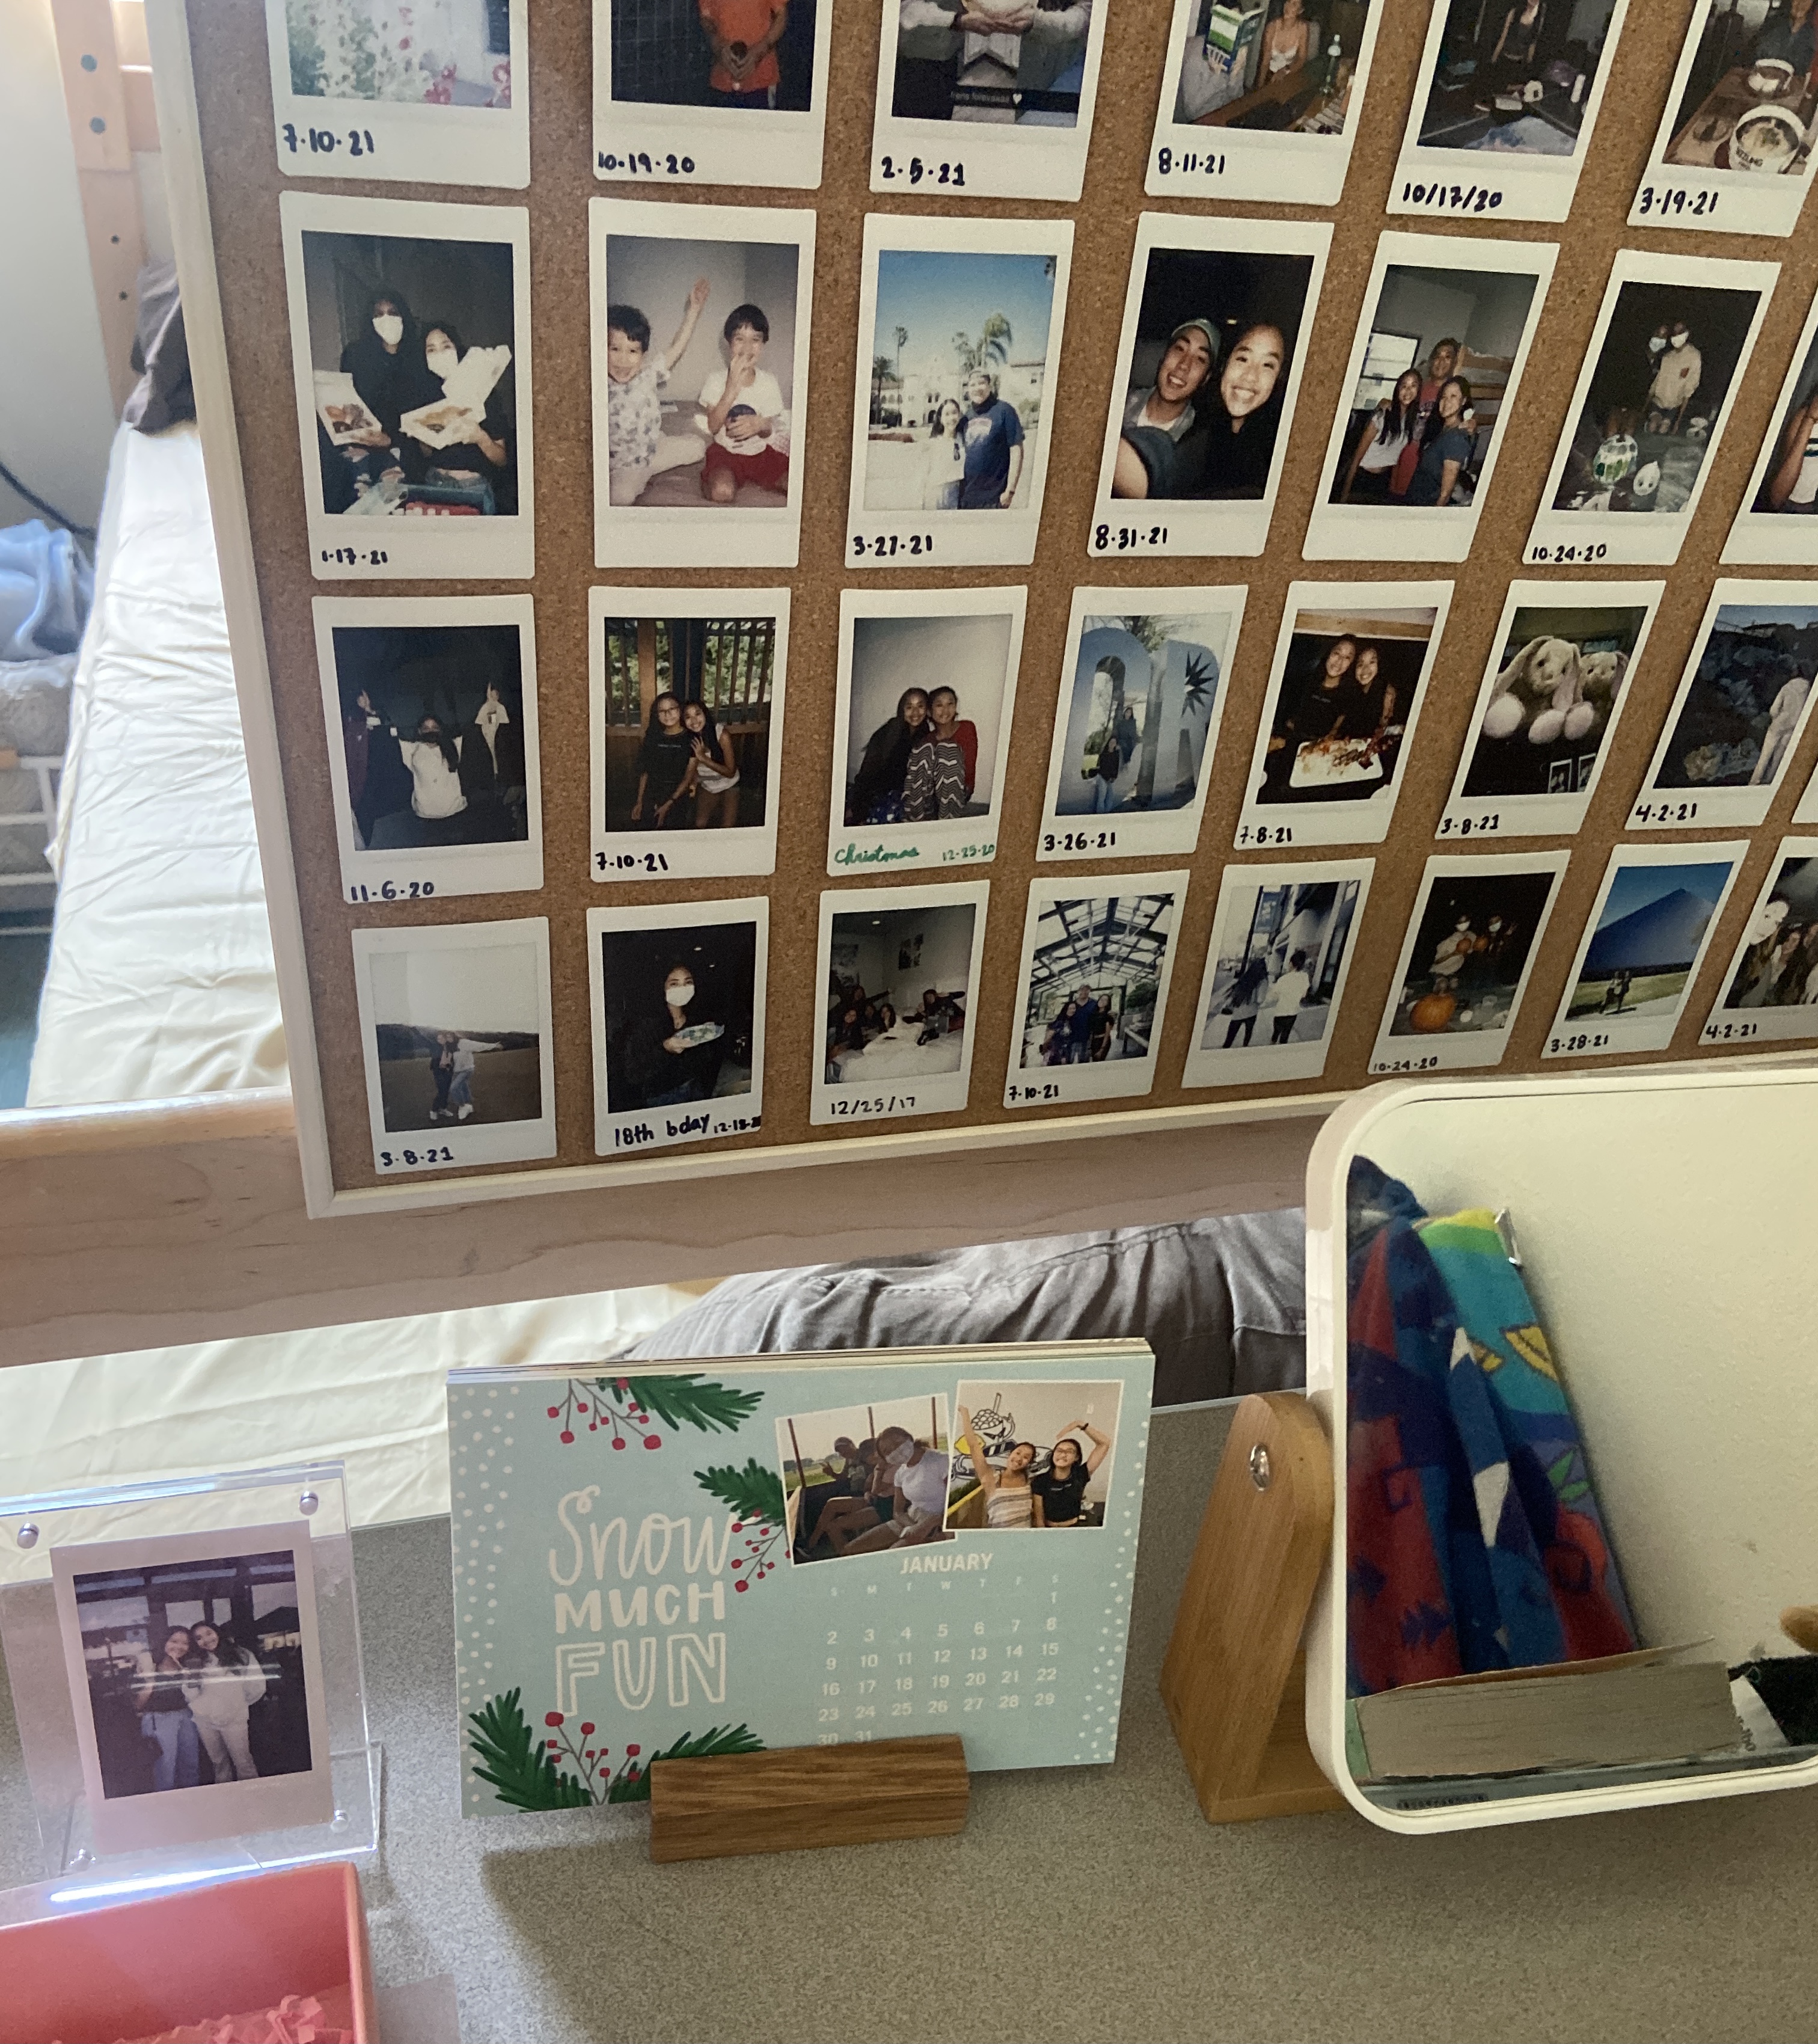 7.10.21
10.19.20
2.5.21
8.11.21
10/17/20
3.19.21
1.17.21
3.27.21
8.31.21
10.24.20
11.6.20
7.10.21
Christmas 12-25-20
3.26.21
7.8.21
3.8.21
4.2.21
3.8.21
18th bday
12/25/17
7.10.21
10.24.20
3.28.21
4.2.21
Snow
MUCH
FUN
JANUARY
S M T W T F S
1
2 3 4 5 6 7 8
9 10 11 12 13 14 15
16 17 18 19 20 21 22
23 24 25 26 27 28 29
30 31